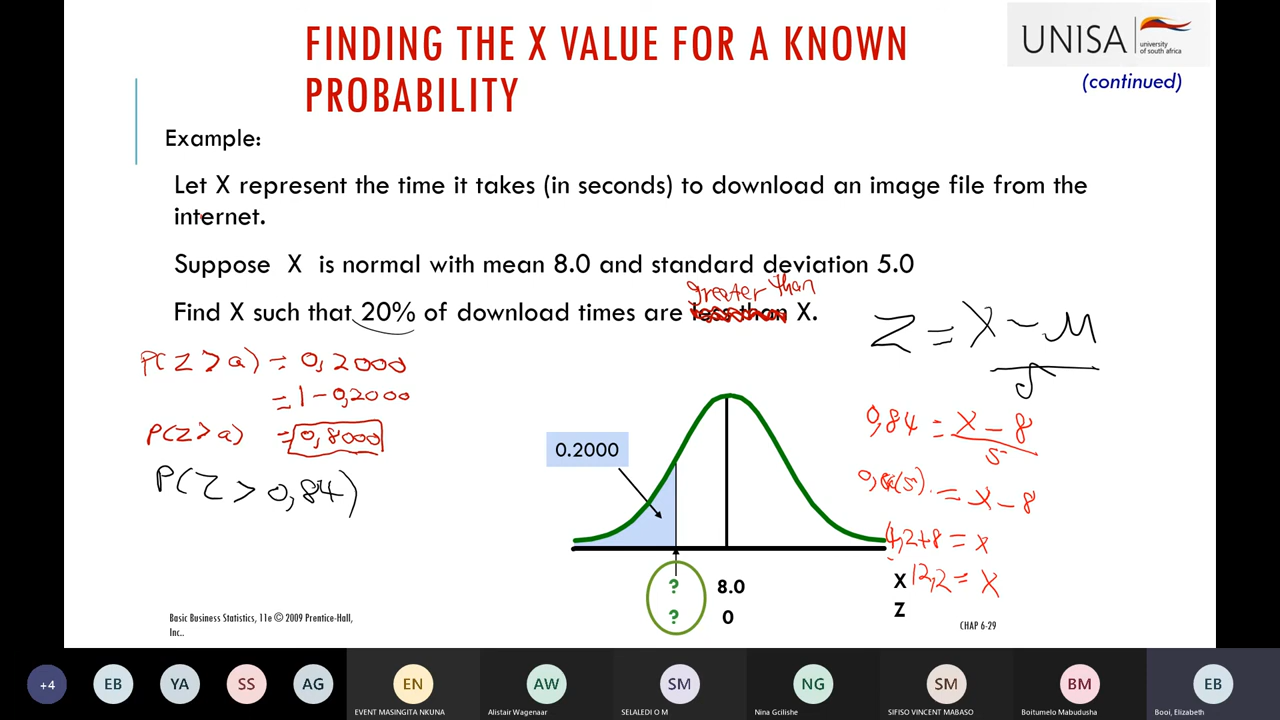 FINDING THE X VALUE FOR A KNOWN
PROBABILITY
UNISA
university
of south africa
(continued)
Example:
Let X represent the time it takes (in seconds) to download an image file from the
internet.
Suppose X is normal with mean 8.0 and standard deviation 5.0
greater than
Find X such that 20% of download times are less than X.
P(Z > a) = 0,2000
= 1 - 0,2000
P(Z > a) = 0,8000
P(Z > 0,84)
Z = X - M
0,84 = X - 8
5
(5) = X - 8
4,2+8 = x
12,2 = X
0.2000
? 8.0 X
? 0 Z
Basic Business Statistics, 11e © 2009 Prentice-Hall,
Inc..
CHAP 6-29
+4
EB
YA
SS
AG
EN
EVENT MASINGITA NKUNA
AW
Alistair Wagenaar
SM
SELALEDI O M
NG
Nina Gcilishe
SM
SIFISO VINCENT MABASO
BM
Boitumelo Mabudusha
EB
Booi, Elizabeth